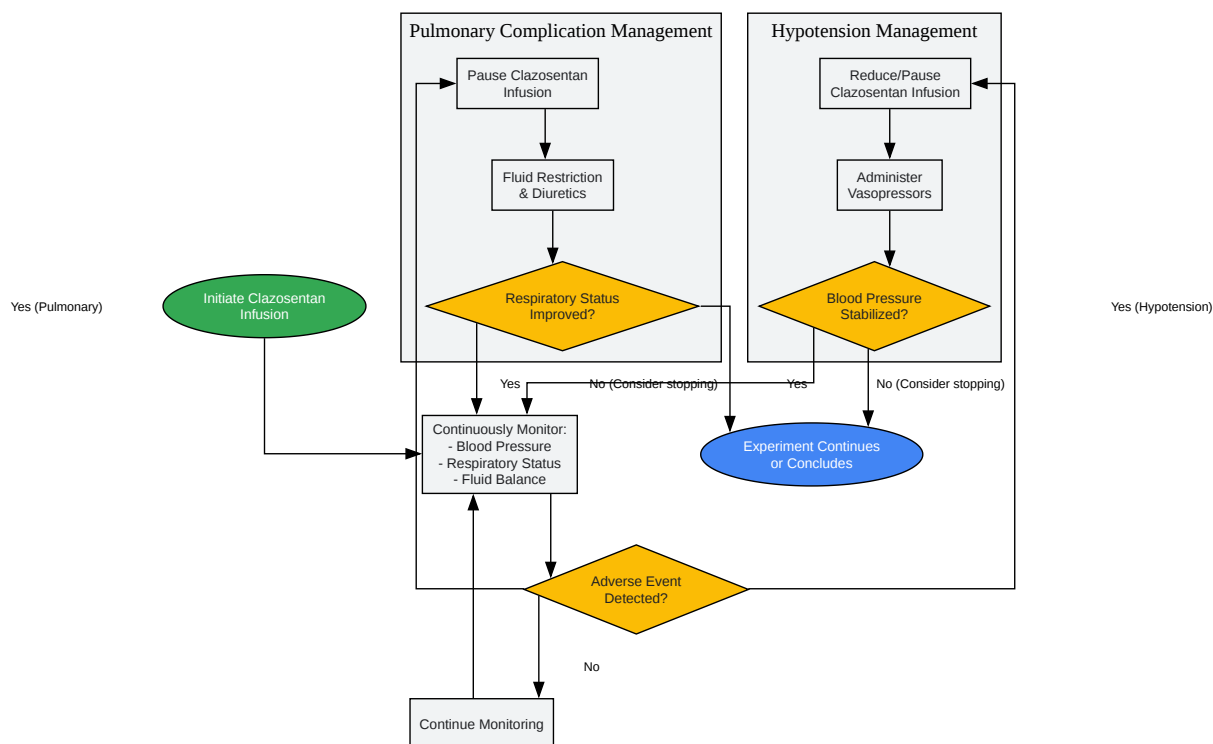 Pulmonary Complication Management
Hypotension Management
Pause Clazosentan
Infusion
Reduce/Pause
Clazosentan Infusion
Fluid Restriction
& Diuretics
Administer
Vasopressors
Yes (Pulmonary)
Initiate Clazosentan
Infusion
Respiratory Status
Improved?
Blood Pressure
Stabilized?
Yes (Hypotension)
Yes
No (Consider stopping)
Yes
No (Consider stopping)
Continuously Monitor:
- Blood Pressure
- Respiratory Status
- Fluid Balance
Experiment Continues
or Concludes
Adverse Event
Detected?
No
Continue Monitoring